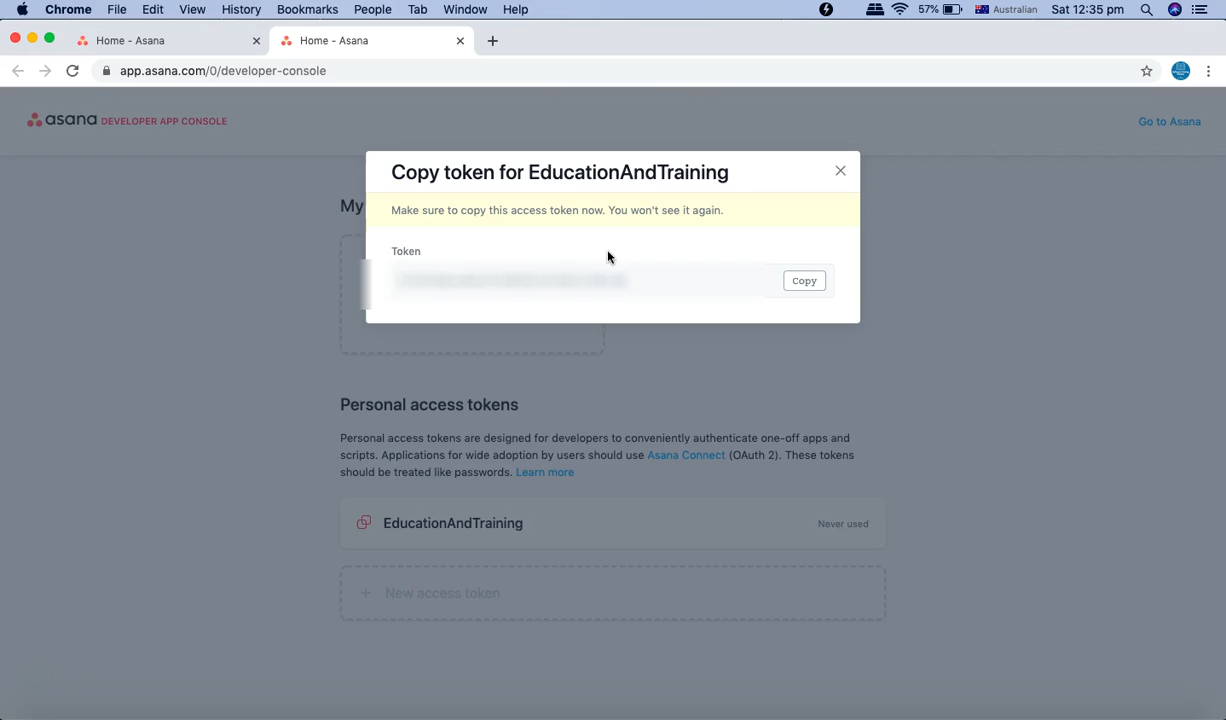 Chrome File Edit View History Bookmarks People Tab Window Help 57% Australian Sat 12:35 pm
Home - Asana Home - Asana
app.asana.com/0/developer-console
asana DEVELOPER APP CONSOLE Go to Asana
Copy token for EducationAndTraining
My
Make sure to copy this access token now. You won't see it again.
Token
Copy
Personal access tokens
Personal access tokens are designed for developers to conveniently authenticate one-off apps and
scripts. Applications for wide adoption by users should use Asana Connect (OAuth 2). These tokens
should be treated like passwords. Learn more
EducationAndTraining Never used
+ New access token